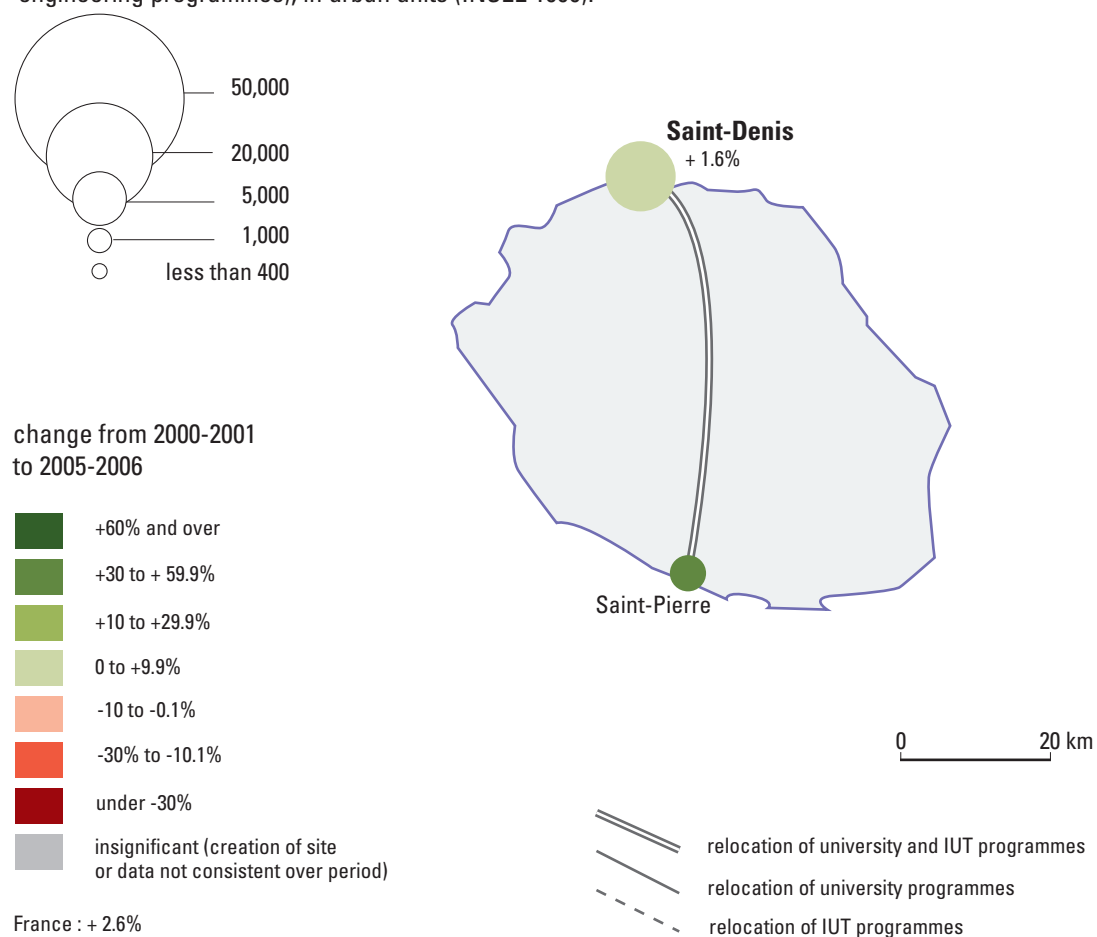 50,000
20,000
5,000
1,000
less than 400
Saint-Denis
+ 1.6%
Saint-Pierre
change from 2000-2001
to 2005-2006
+60% and over
+30 to + 59.9%
+10 to +29.9%
0 to +9.9%
-10 to -0.1%
-30% to -10.1%
under -30%
insignificant (creation of site
or data not consistent over period)
France : + 2.6%
0 20 km
relocation of university and IUT programmes
relocation of university programmes
relocation of IUT programmes